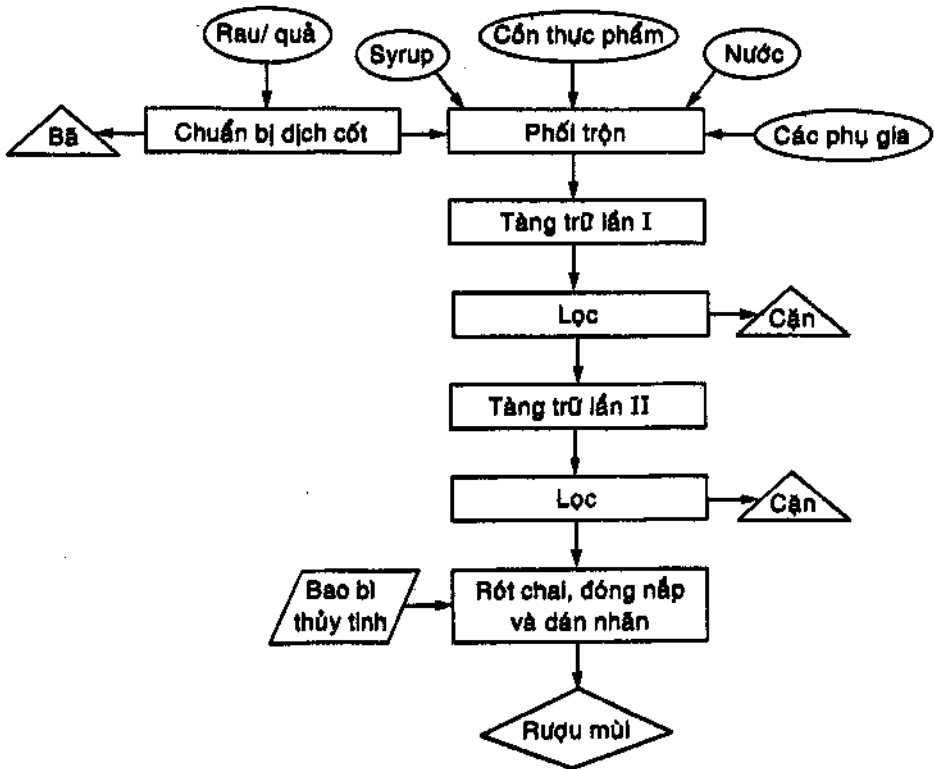 Rau/ quả
Syrup
Cồn thực phẩm
Nước
Bã
Chuẩn bị dịch cốt
Phối trộn
Các phụ gia
Tàng trữ lần I
Lọc
Cặn
Tàng trữ lần II
Lọc
Cặn
Bao bì
thủy tinh
Rót chai, đóng nắp
và dán nhãn
Rượu mùi